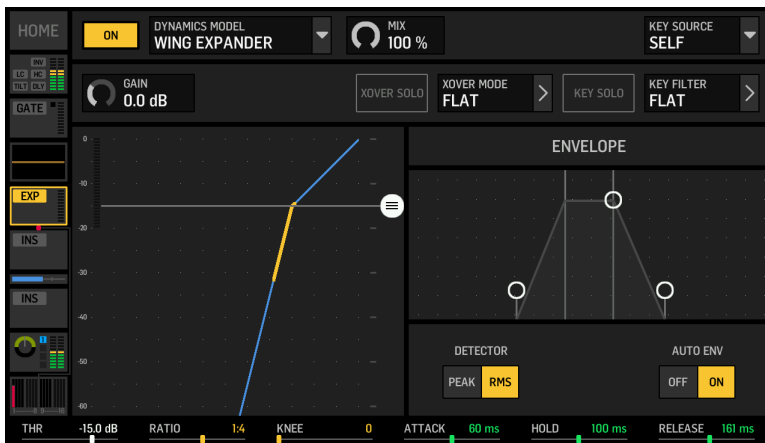 HOME
ON
DYNAMICS MODEL
WING EXPANDER
MIX
100 %
KEY SOURCE
SELF
INV
LC HC
TILT DLY
GAIN
0.0 dB
XOVER SOLO
XOVER MODE
FLAT
KEY SOLO
KEY FILTER
FLAT
GATE
EXP
INS
INS
0
-10
-20
-30
-40
-50
-60
ENVELOPE
DETECTOR
PEAK RMS
AUTO ENV
OFF ON
THR -15.0 dB
RATIO 1:4
KNEE 0
ATTACK 60 ms
HOLD 100 ms
RELEASE 161 ms